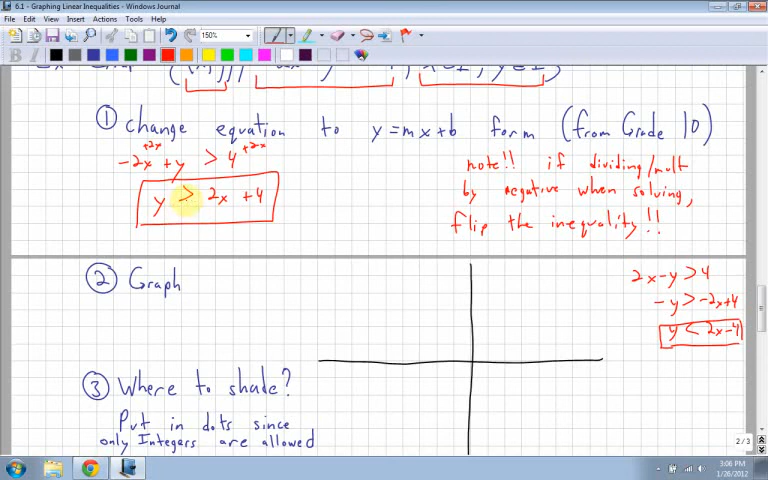 6.1 - Graphing Linear Inequalities - Windows Journal
File Edit View Insert Actions Tools Help
150%
B I
① change equation to y = mx + b form (from Grade 10)
+2x +2x
-2x + y > 4
y > 2x + 4
note!! if dividing/mult
by negative when solving,
flip the inequality!!
② Graph
2x - y > 4
-y > -2x + 4
y < 2x - 4
③ Where to shade?
Put in dots since
only Integers are allowed
2 / 3
3:06 PM
1/26/2012